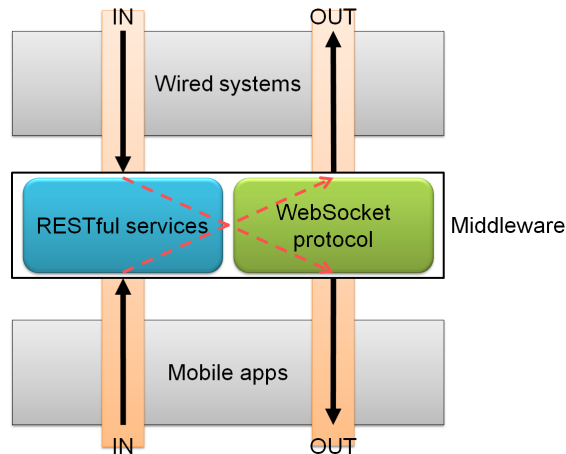 IN
OUT
Wired systems
RESTful services
WebSocket
protocol
Middleware
Mobile apps
IN
OUT